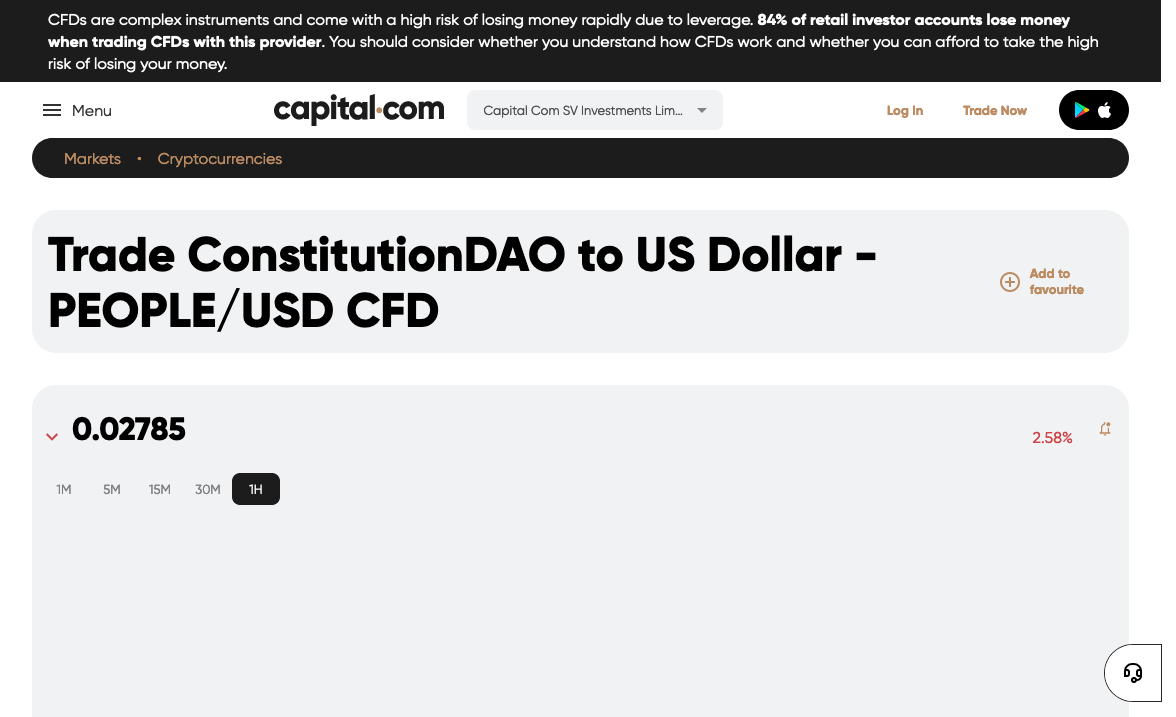 CFDs are complex instruments and come with a high risk of losing money rapidly due to leverage. 84% of retail investor accounts lose money
when trading CFDs with this provider. You should consider whether you understand how CFDs work and whether you can afford to take the high
risk of losing your money.
Menu
capital.com
Capital Com SV Investments Lim...
Log In
Trade Now
Markets • Cryptocurrencies
Trade ConstitutionDAO to US Dollar -
PEOPLE/USD CFD
Add to
favourite
0.02785
2.58%
1M 5M 15M 30M 1H